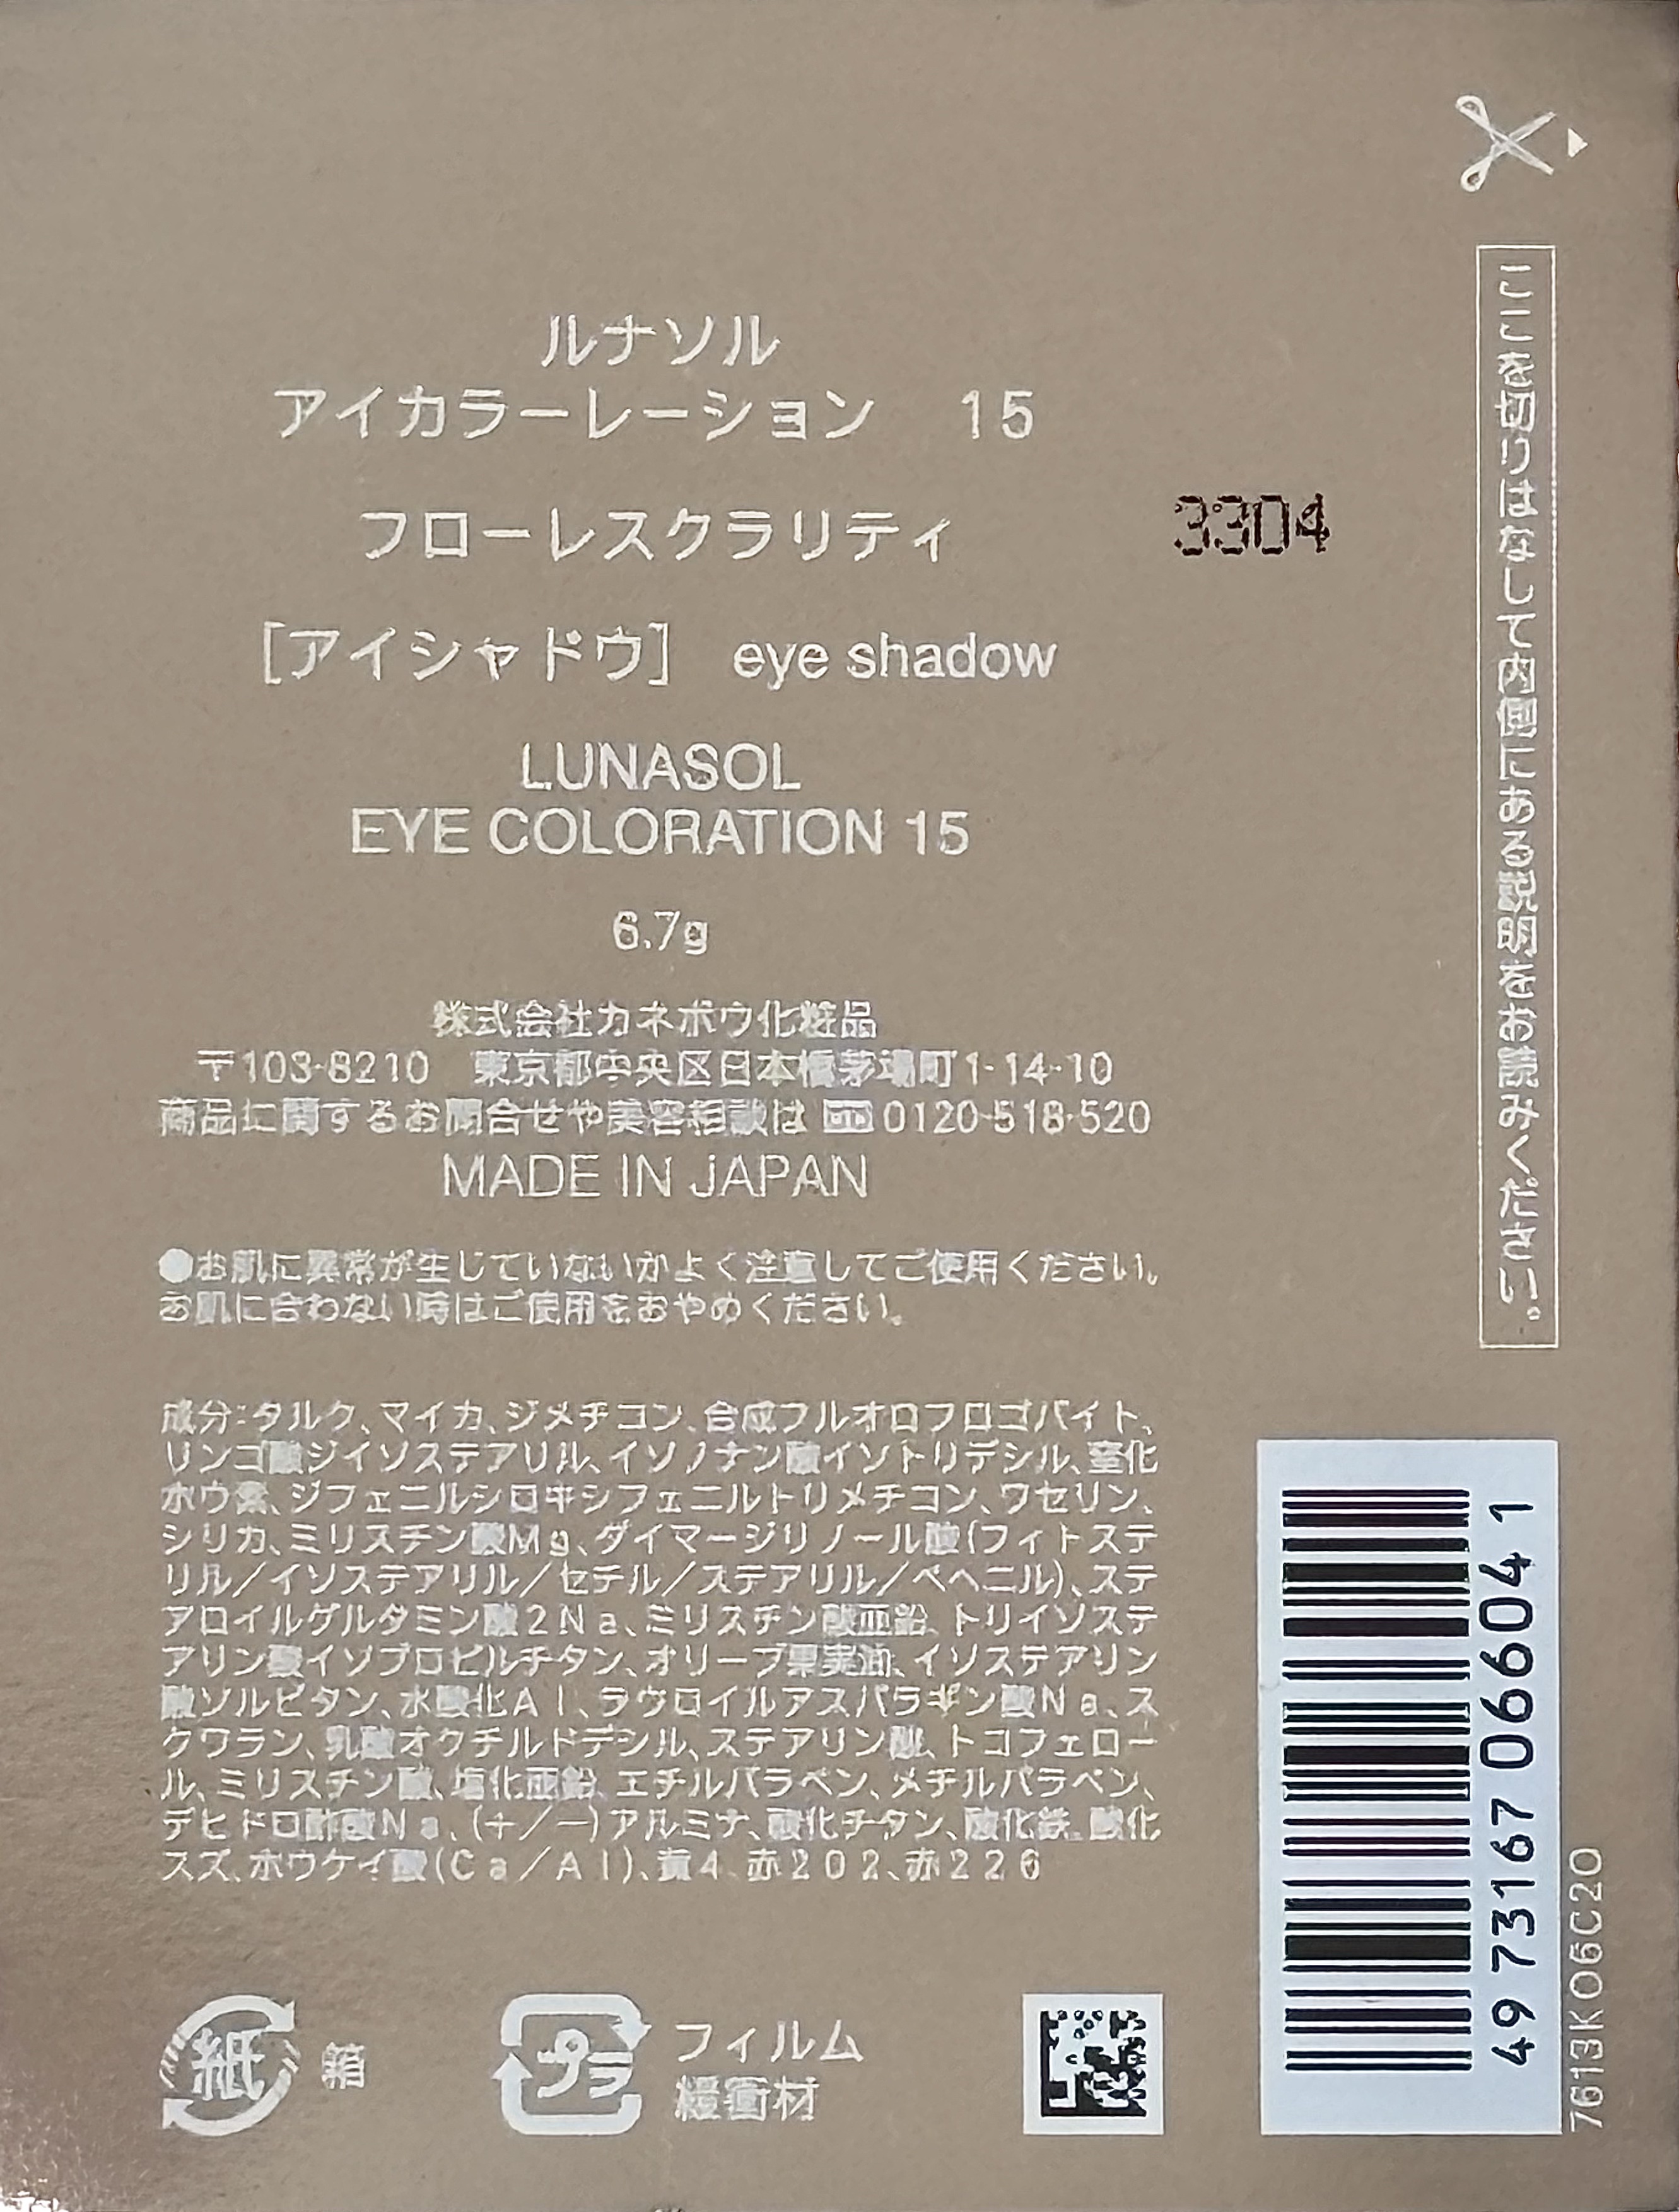 ルナソル
アイカラーレーション 15
フローレスクラリティ
3304
[アイシャドウ] eye shadow
LUNASOL
EYE COLORATION 15
6.7g
株式会社カネボウ化粧品
〒103-8210 東京都中央区日本橋茅場町1-14-10
商品に関するお問合せや美容相談は 0120-518-520
MADE IN JAPAN
●お肌に異常が生じていないかよく注意してご使用ください。
お肌に合わない時はご使用をおやめください。
成分:タルク、マイカ、ジメチコン、合成フルオロフロゴパイト、
リンゴ酸ジイソステアリル、イソノナン酸イソトリデシル、窒化
ホウ素、ジフェニルシロキシフェニルトリメチコン、ワセリン、
シリカ、ミリスチン酸Mg、ダイマージリノール酸(フィトステ
リル/イソステアリル/セチル/ステアリル/ベヘニル)、ステ
アロイルグルタミン酸2Na、ミリスチン酸亜鉛、トリイソステ
アリン酸イソプロピルチタン、オリーブ果実油、イソステアリン
酸ソルビタン、水酸化Al、ラウロイルアスパラギン酸Na、ス
クワラン、乳酸オクチルドデシル、ステアリン酸、トコフェロー
ル、ミリスチン酸、塩化亜鉛、エチルパラベン、メチルパラベン、
デヒドロ酢酸Na、(+/-)アルミナ、酸化チタン、酸化鉄、酸化
スズ、ホウケイ酸(Ca/Al)、黄4、赤202、赤226
紙 箱
プラ フィルム
緩衝材
ここを切りはなして内側にある説明をお読みください。
4973167066041
7613K06C20